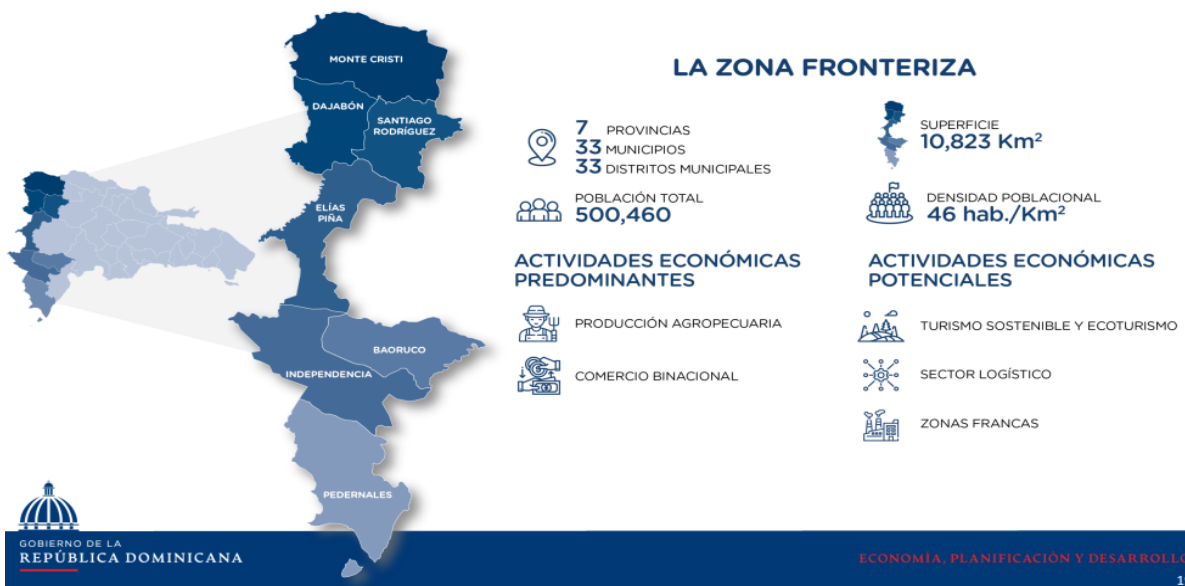 MONTE CRISTI
DAJABÓN
SANTIAGO
RODRÍGUEZ
ELÍAS
PIÑA
BAORUCO
INDEPENDENCIA
PEDERNALES
LA ZONA FRONTERIZA
7 PROVINCIAS
33 MUNICIPIOS
33 DISTRITOS MUNICIPALES
SUPERFICIE
10,823 Km²
POBLACIÓN TOTAL
500,460
DENSIDAD POBLACIONAL
46 hab./Km²
ACTIVIDADES ECONÓMICAS
PREDOMINANTES
PRODUCCIÓN AGROPECUARIA
COMERCIO BINACIONAL
ACTIVIDADES ECONÓMICAS
POTENCIALES
TURISMO SOSTENIBLE Y ECOTURISMO
SECTOR LOGÍSTICO
ZONAS FRANCAS
GOBIERNO DE LA
REPÚBLICA DOMINICANA
ECONOMÍA, PLANIFICACIÓN Y DESARROLLO
1